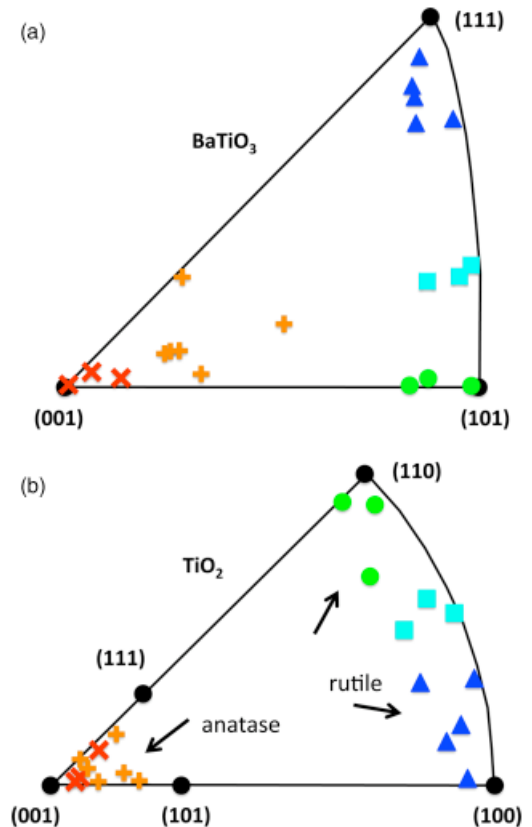 (a)
(111)
BaTiO₃
(001)
(101)
(b)
(110)
TiO₂
(111)
rutile
anatase
(001)
(101)
(100)